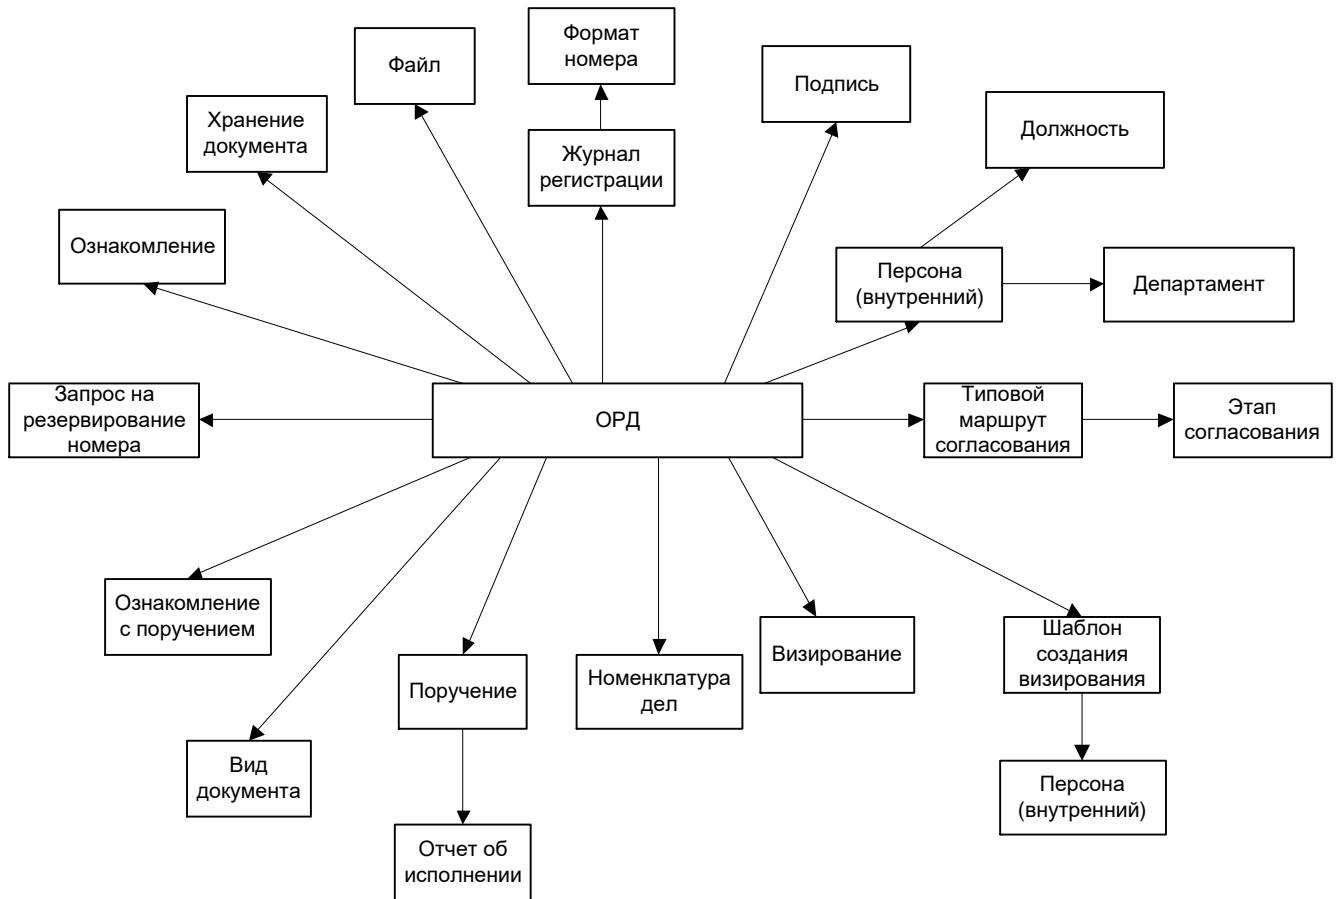 Формат
номера
Файл
Подпись
Хранение
документа
Должность
Журнал
регистрации
Ознакомление
Персона
(внутренний)
Департамент
Запрос на
резервирование
номера
ОРД
Типовой
маршрут
согласования
Этап
согласования
Ознакомление
с поручением
Шаблон
создания
визирования
Визирование
Поручение
Номенклатура
дел
Вид
документа
Персона
(внутренний)
Отчет об
исполнении